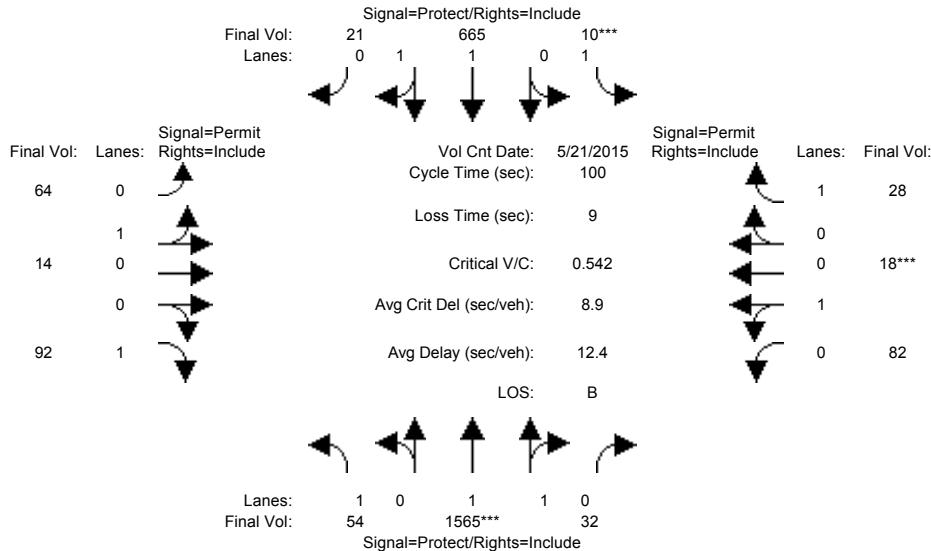 Signal=Protect/Rights=Include
Final Vol: 21 665 10***
Lanes: 0 1 1 0 1
Signal=Permit Signal=Permit
Final Vol: Lanes: Rights=Include Vol Cnt Date: 5/21/2015 Rights=Include Lanes: Final Vol:
Cycle Time (sec): 100
64 0 1 28
Loss Time (sec): 9
1 0
14 0 Critical V/C: 0.542 0 18***
0 Avg Crit Del (sec/veh): 8.9 1
92 1 Avg Delay (sec/veh): 12.4 0 82
LOS: B
Lanes: 1 0 1 1 0
Final Vol: 54 1565*** 32
Signal=Protect/Rights=Include